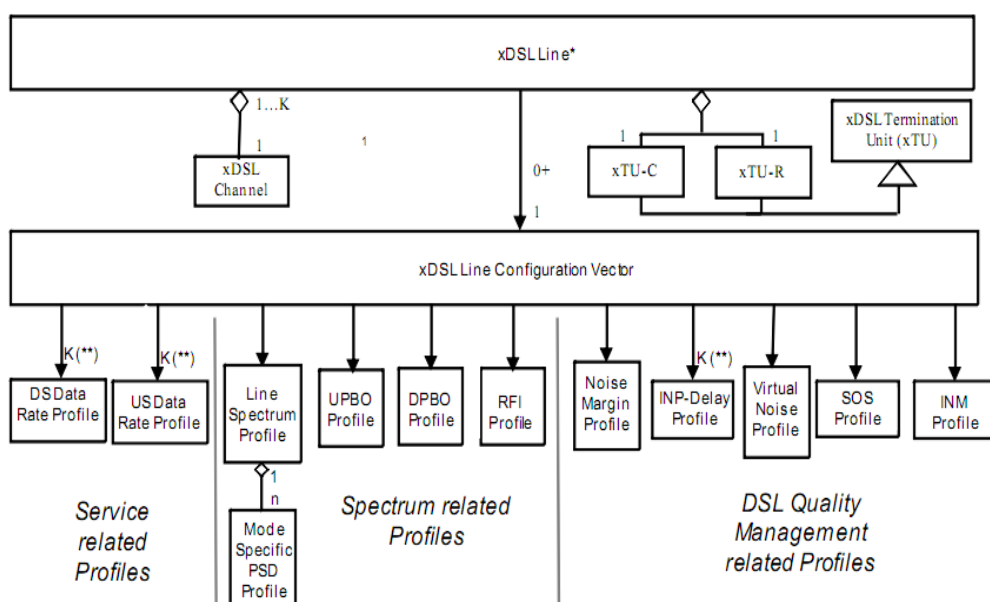 xDSL Line*
1...K
1
xDSL
Channel
1
0+
1
1
1
xTU-C
xTU-R
xDSL Termination
Unit (xTU)
xDSL Line Configuration Vector
K (**)
K (**)
K (**)
DS Data
Rate Profile
US Data
Rate Profile
Line
Spectrum
Profile
UPBO
Profile
DPBO
Profile
RFI
Profile
Noise
Margin
Profile
INP-Delay
Profile
Virtual
Noise
Profile
SOS
Profile
INM
Profile
1
n
Mode
Specific
PSD
Profile
Service
related
Profiles
Spectrum related
Profiles
DSL Quality
Management
related Profiles